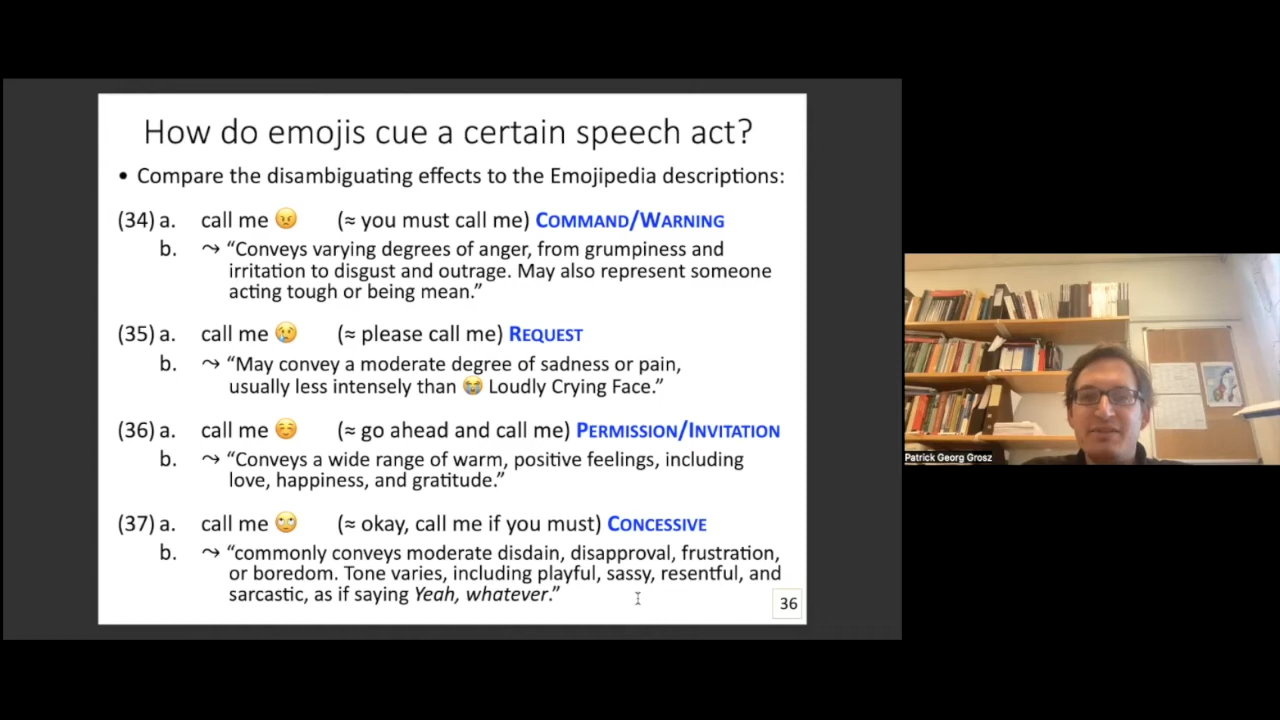 How do emojis cue a certain speech act?
• Compare the disambiguating effects to the Emojipedia descriptions:
(34) a. call me 😠 (≈ you must call me) COMMAND/WARNING
b. ⤳ “Conveys varying degrees of anger, from grumpiness and
irritation to disgust and outrage. May also represent someone
acting tough or being mean.”
(35) a. call me 😢 (≈ please call me) REQUEST
b. ⤳ “May convey a moderate degree of sadness or pain,
usually less intensely than 😭 Loudly Crying Face.”
(36) a. call me ☺️ (≈ go ahead and call me) PERMISSION/INVITATION
b. ⤳ “Conveys a wide range of warm, positive feelings, including
love, happiness, and gratitude.”
(37) a. call me 🙄 (≈ okay, call me if you must) CONCESSIVE
b. ⤳ “commonly conveys moderate disdain, disapproval, frustration,
or boredom. Tone varies, including playful, sassy, resentful, and
sarcastic, as if saying Yeah, whatever.”
36
Patrick Georg Grosz